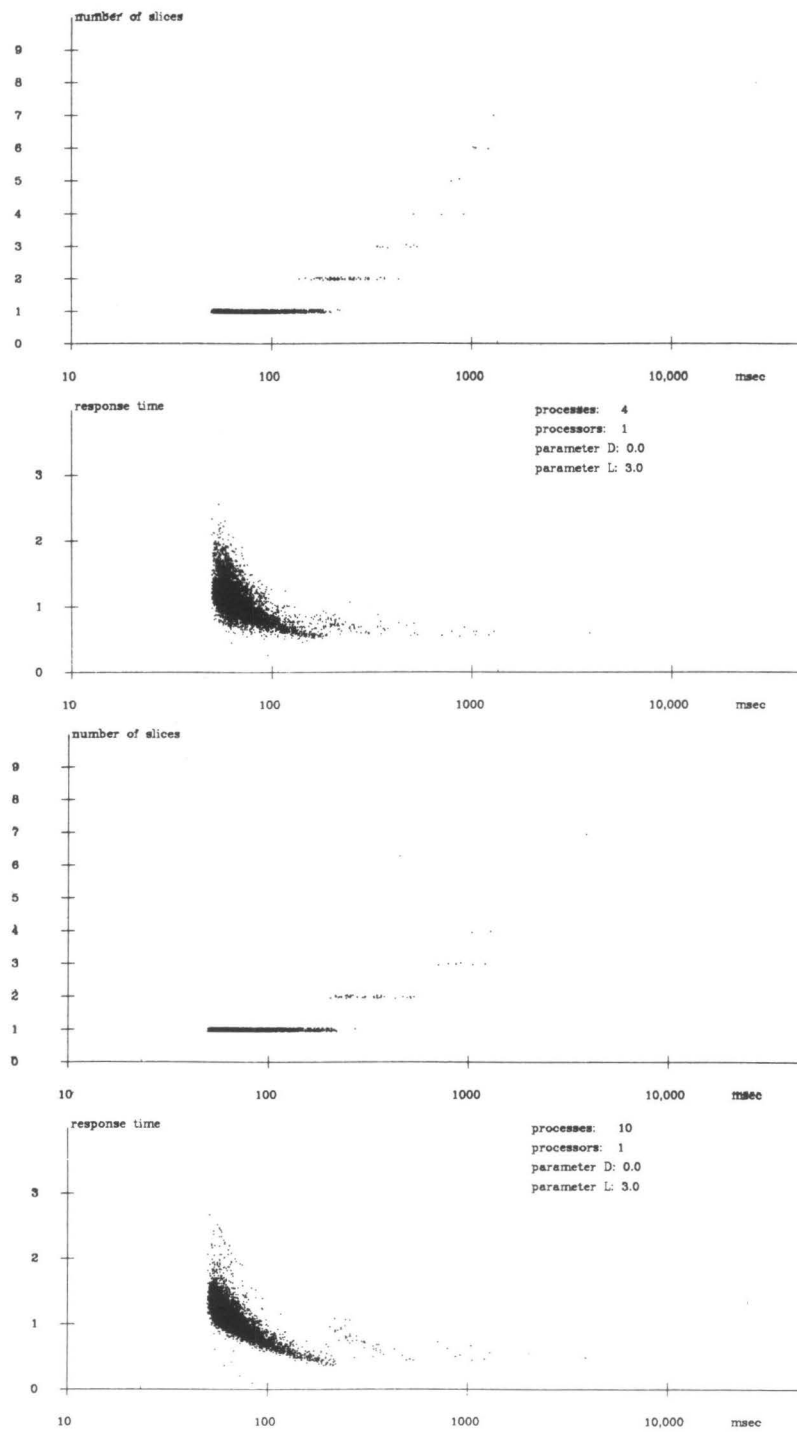 number of slices
9
8
7
6
5
4
3
2
1
0
10 100 1000 10,000 msec
response time
processes: 4
processors: 1
parameter D: 0.0
parameter L: 3.0
3
2
1
0
10 100 1000 10,000 msec
number of slices
9
8
7
6
5
4
3
2
1
0
10 100 1000 10,000 msec
response time
processes: 10
processors: 1
parameter D: 0.0
parameter L: 3.0
3
2
1
0
10 100 1000 10,000 msec